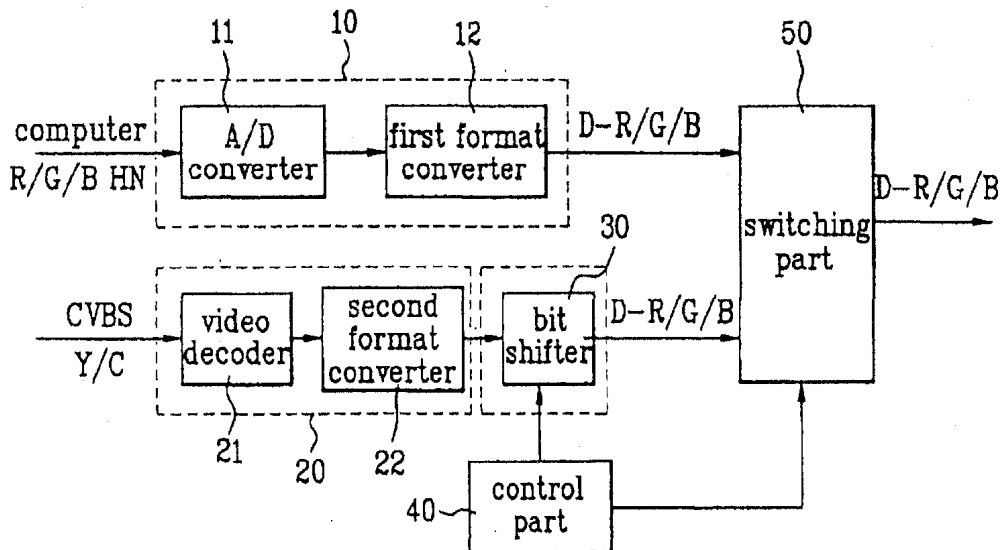 11
10
12
50
computer
R/G/B HN
A/D
converter
first format
converter
D-R/G/B
D-R/G/B
switching
part
30
CVBS
Y/C
video
decoder
second
format
converter
bit
shifter
D-R/G/B
21
20
22
40
control
part